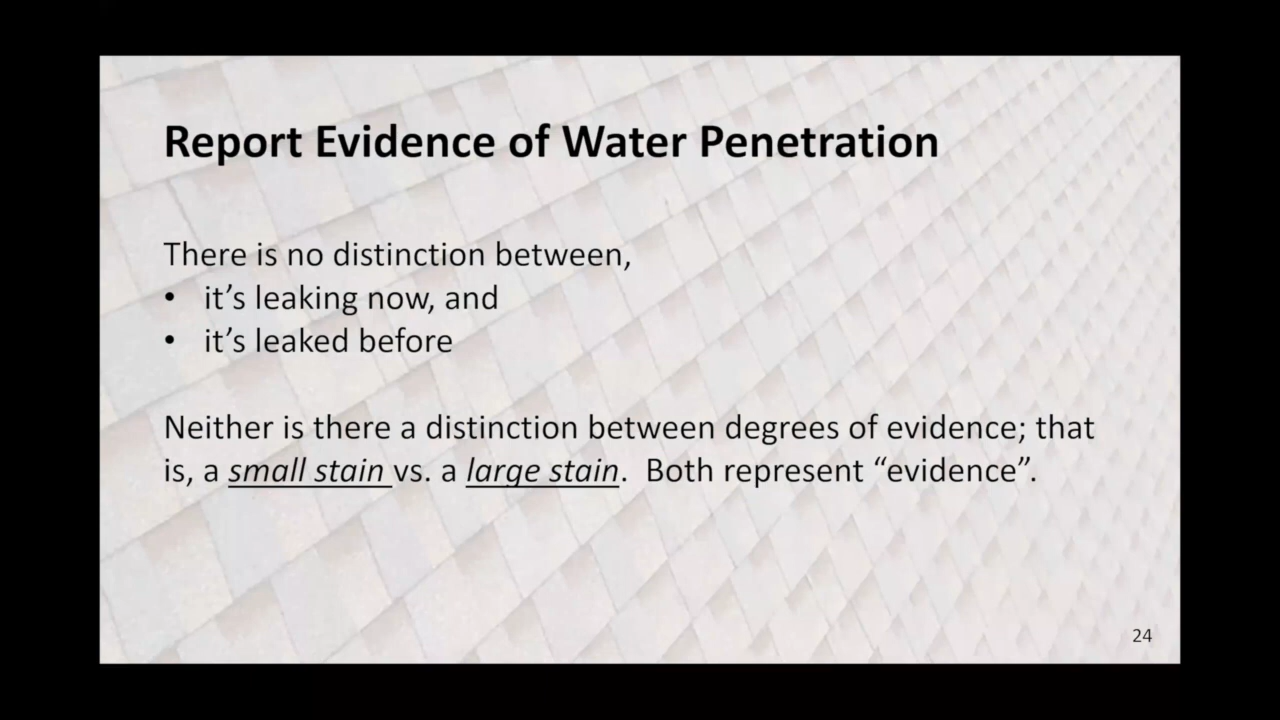 Report Evidence of Water Penetration
There is no distinction between,
• it’s leaking now, and
• it’s leaked before
Neither is there a distinction between degrees of evidence; that
is, a small stain vs. a large stain.  Both represent “evidence”.
24